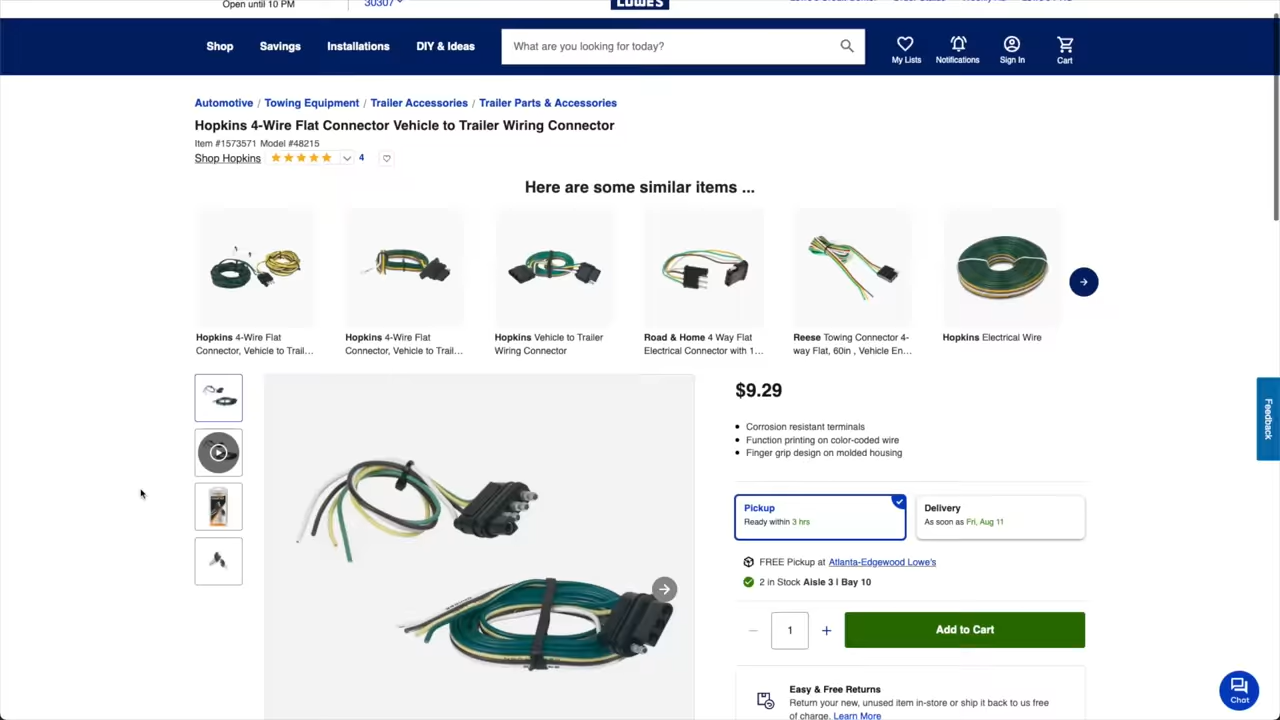 Open until 10 PM
30307
LOWE'S
Shop
Savings
Installations
DIY & Ideas
What are you looking for today?
My Lists
Notifications
Sign In
Cart
Automotive / Towing Equipment / Trailer Accessories / Trailer Parts & Accessories
Hopkins 4-Wire Flat Connector Vehicle to Trailer Wiring Connector
Item #1573571 Model #48215
Shop Hopkins
4
Here are some similar items ...
Hopkins 4-Wire Flat
Connector, Vehicle to Trail...
Hopkins 4-Wire Flat
Connector, Vehicle to Trail...
Hopkins Vehicle to Trailer
Wiring Connector
Road & Home 4 Way Flat
Electrical Connector with 1...
Reese Towing Connector 4-
way Flat, 60in , Vehicle En...
Hopkins Electrical Wire
$9.29
Corrosion resistant terminals
Function printing on color-coded wire
Finger grip design on molded housing
Feedback
Pickup
Ready within 3 hrs
Delivery
As soon as Fri, Aug 11
FREE Pickup at Atlanta-Edgewood Lowe's
2 in Stock Aisle 3 | Bay 10
1
Add to Cart
Easy & Free Returns
Return your new, unused item in-store or ship it back to us free
of charge. Learn More
Chat